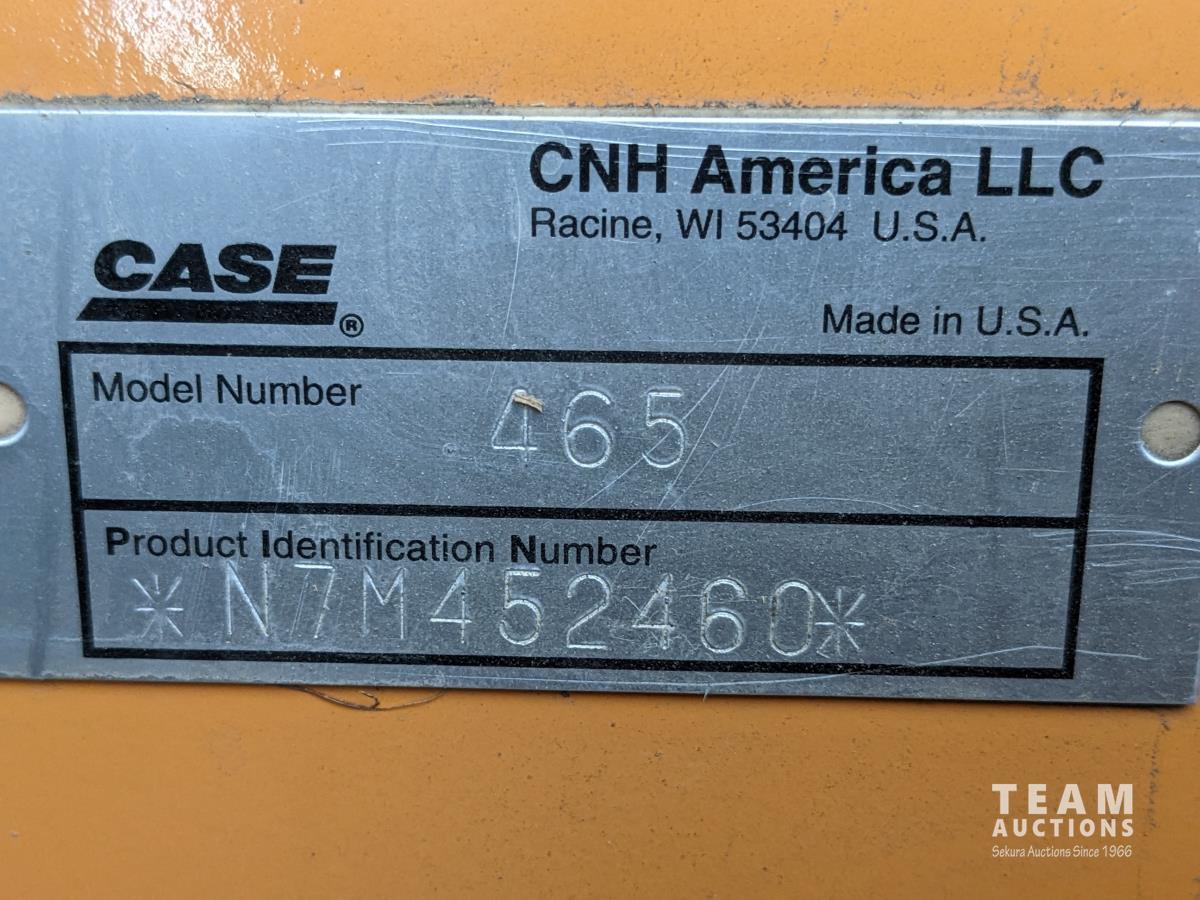 CNH America LLC
Racine, WI 53404 U.S.A.
CASE
®
Made in U.S.A.
Model Number
465
Product Identification Number
*N7M452460*
TEAM
AUCTIONS
Sekura Auctions Since 1966